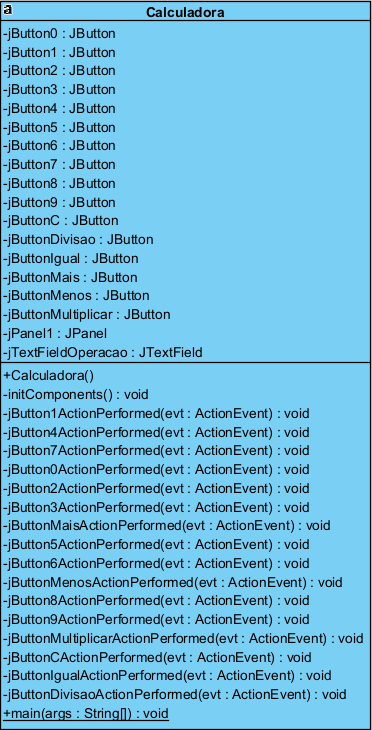 a
Calculadora
-jButton0 : JButton
-jButton1 : JButton
-jButton2 : JButton
-jButton3 : JButton
-jButton4 : JButton
-jButton5 : JButton
-jButton6 : JButton
-jButton7 : JButton
-jButton8 : JButton
-jButton9 : JButton
-jButtonC : JButton
-jButtonDivisao : JButton
-jButtonIgual : JButton
-jButtonMais : JButton
-jButtonMenos : JButton
-jButtonMultiplicar : JButton
-jPanel1 : JPanel
-jTextFieldOperacao : JTextField
+Calculadora()
-initComponents() : void
-jButton1ActionPerformed(evt : ActionEvent) : void
-jButton4ActionPerformed(evt : ActionEvent) : void
-jButton7ActionPerformed(evt : ActionEvent) : void
-jButton0ActionPerformed(evt : ActionEvent) : void
-jButton2ActionPerformed(evt : ActionEvent) : void
-jButton3ActionPerformed(evt : ActionEvent) : void
-jButtonMaisActionPerformed(evt : ActionEvent) : void
-jButton5ActionPerformed(evt : ActionEvent) : void
-jButton6ActionPerformed(evt : ActionEvent) : void
-jButtonMenosActionPerformed(evt : ActionEvent) : void
-jButton8ActionPerformed(evt : ActionEvent) : void
-jButton9ActionPerformed(evt : ActionEvent) : void
-jButtonMultiplicarActionPerformed(evt : ActionEvent) : void
-jButtonCActionPerformed(evt : ActionEvent) : void
-jButtonIgualActionPerformed(evt : ActionEvent) : void
-jButtonDivisaoActionPerformed(evt : ActionEvent) : void
+main(args : String[]) : void